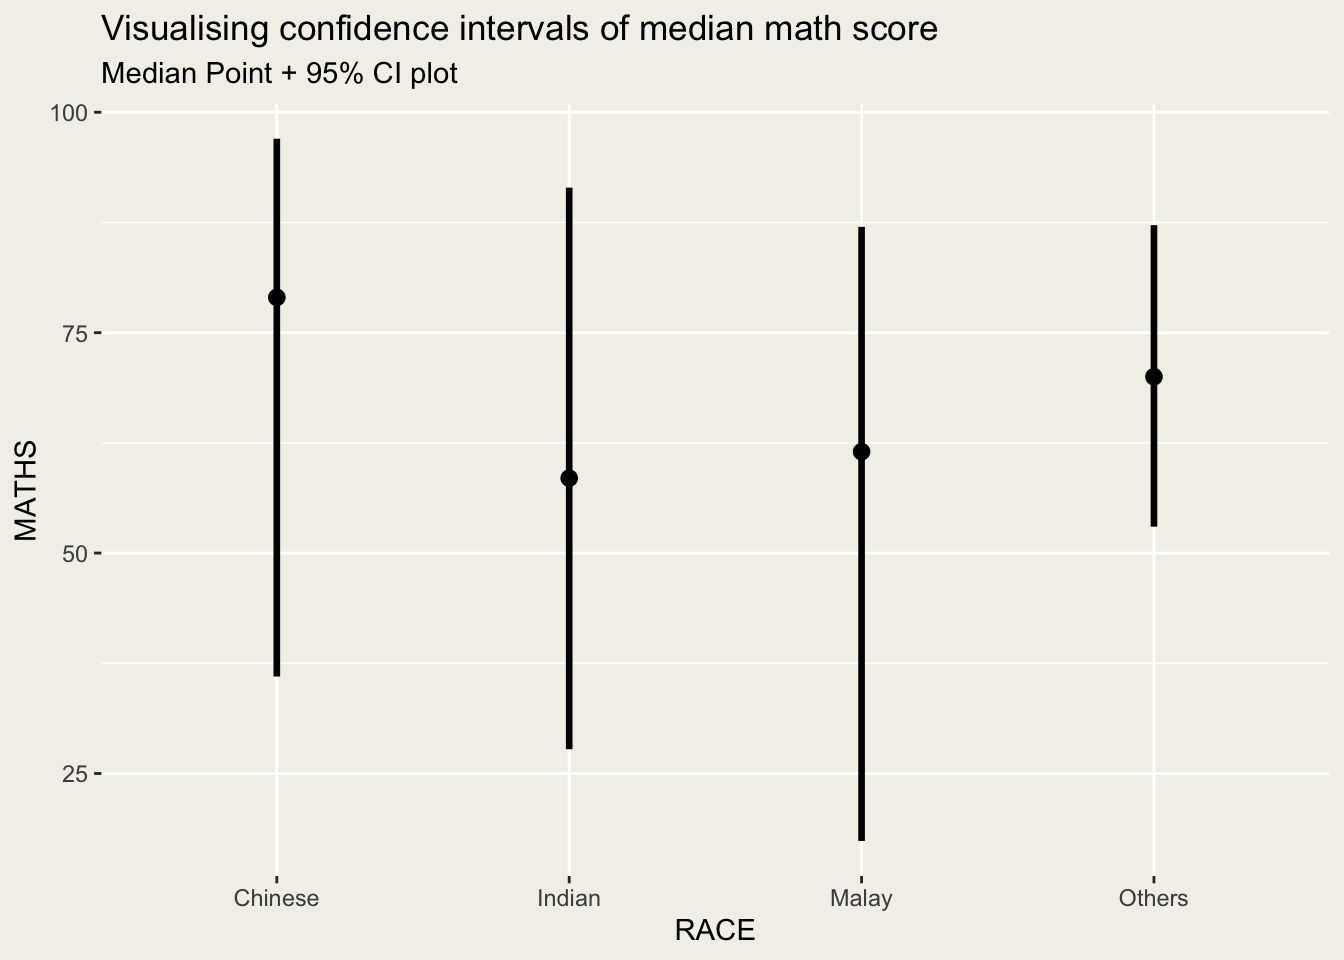 Visualising confidence intervals of median math score
Median Point + 95% CI plot
100
75
50
25
MATHS
Chinese
Indian
Malay
Others
RACE